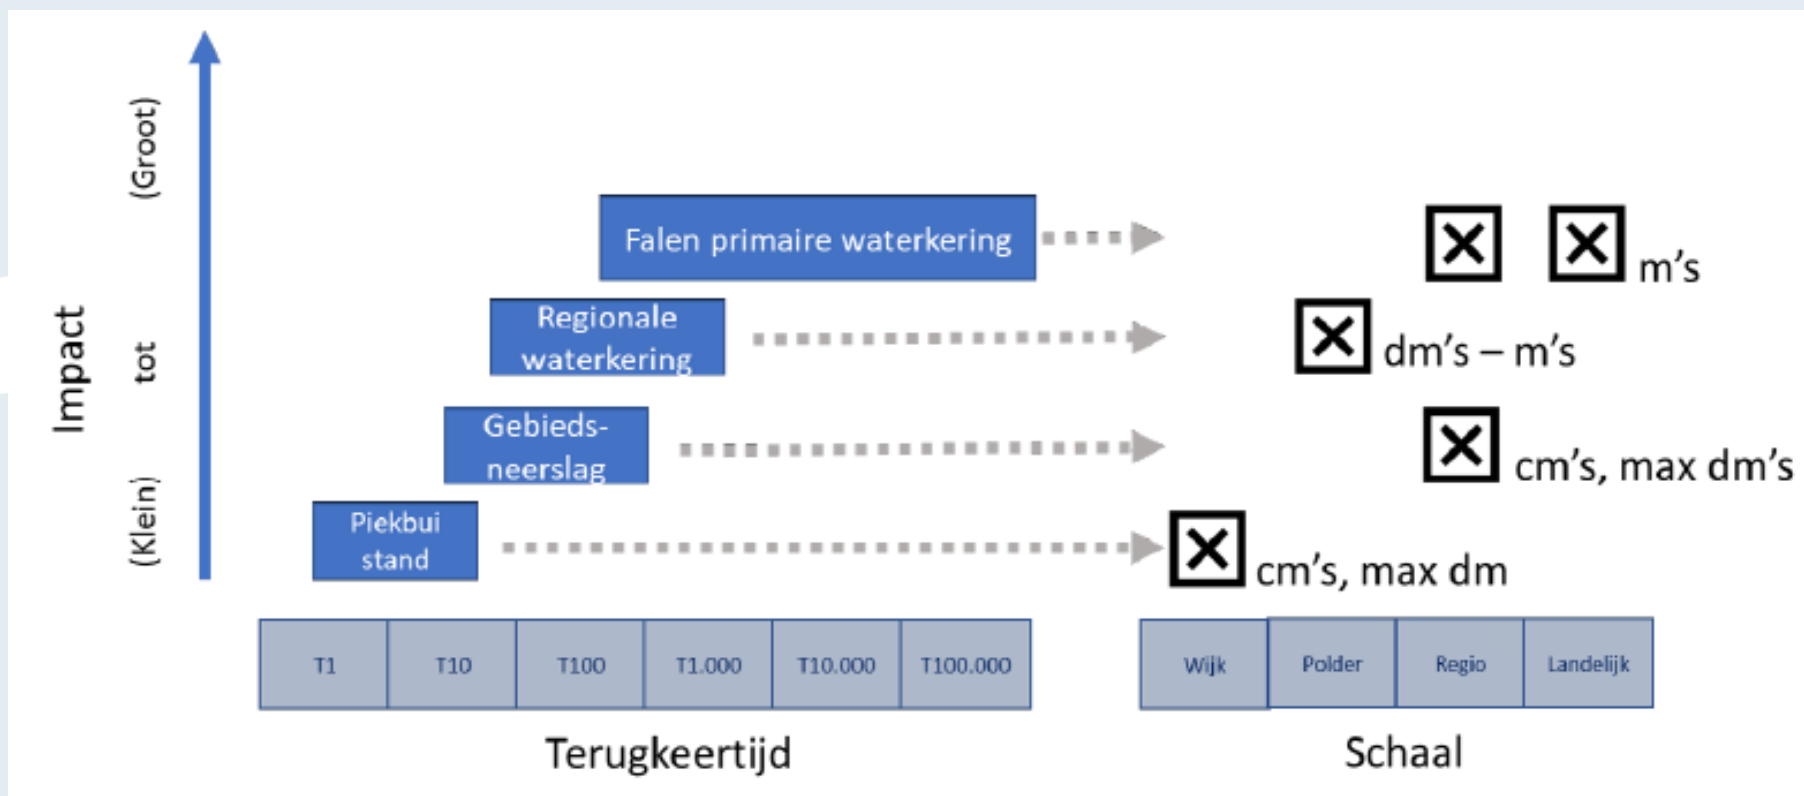 (Groot)
Falen primaire waterkering
m's
Impact
tot
Regionale
waterkering
dm's – m's
Gebieds-
neerslag
cm's, max dm's
(Klein)
Piekbui
stand
cm's, max dm
T1
T10
T100
T1.000
T10.000
T100.000
Wijk
Polder
Regio
Landelijk
Terugkeertijd
Schaal